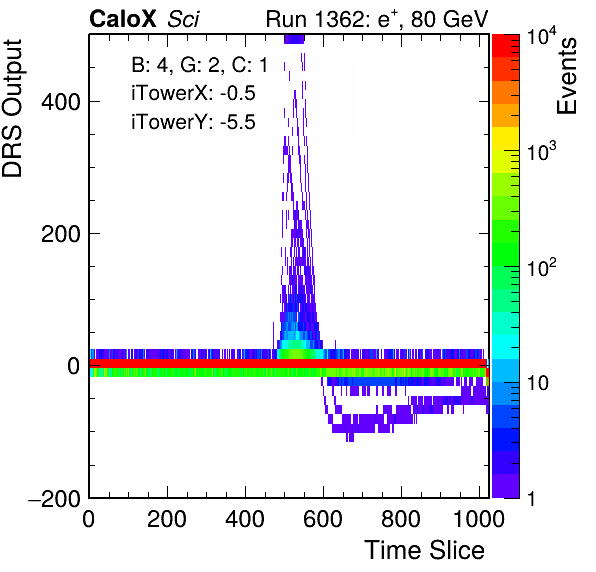 CaloX Sci
Run 1362: e+, 80 GeV
B: 4, G: 2, C: 1
iTowerX: -0.5
iTowerY: -5.5
DRS Output
400
200
0
−200
0 200 400 600 800 1000
Time Slice
Events
10^4
10^3
10^2
10
1